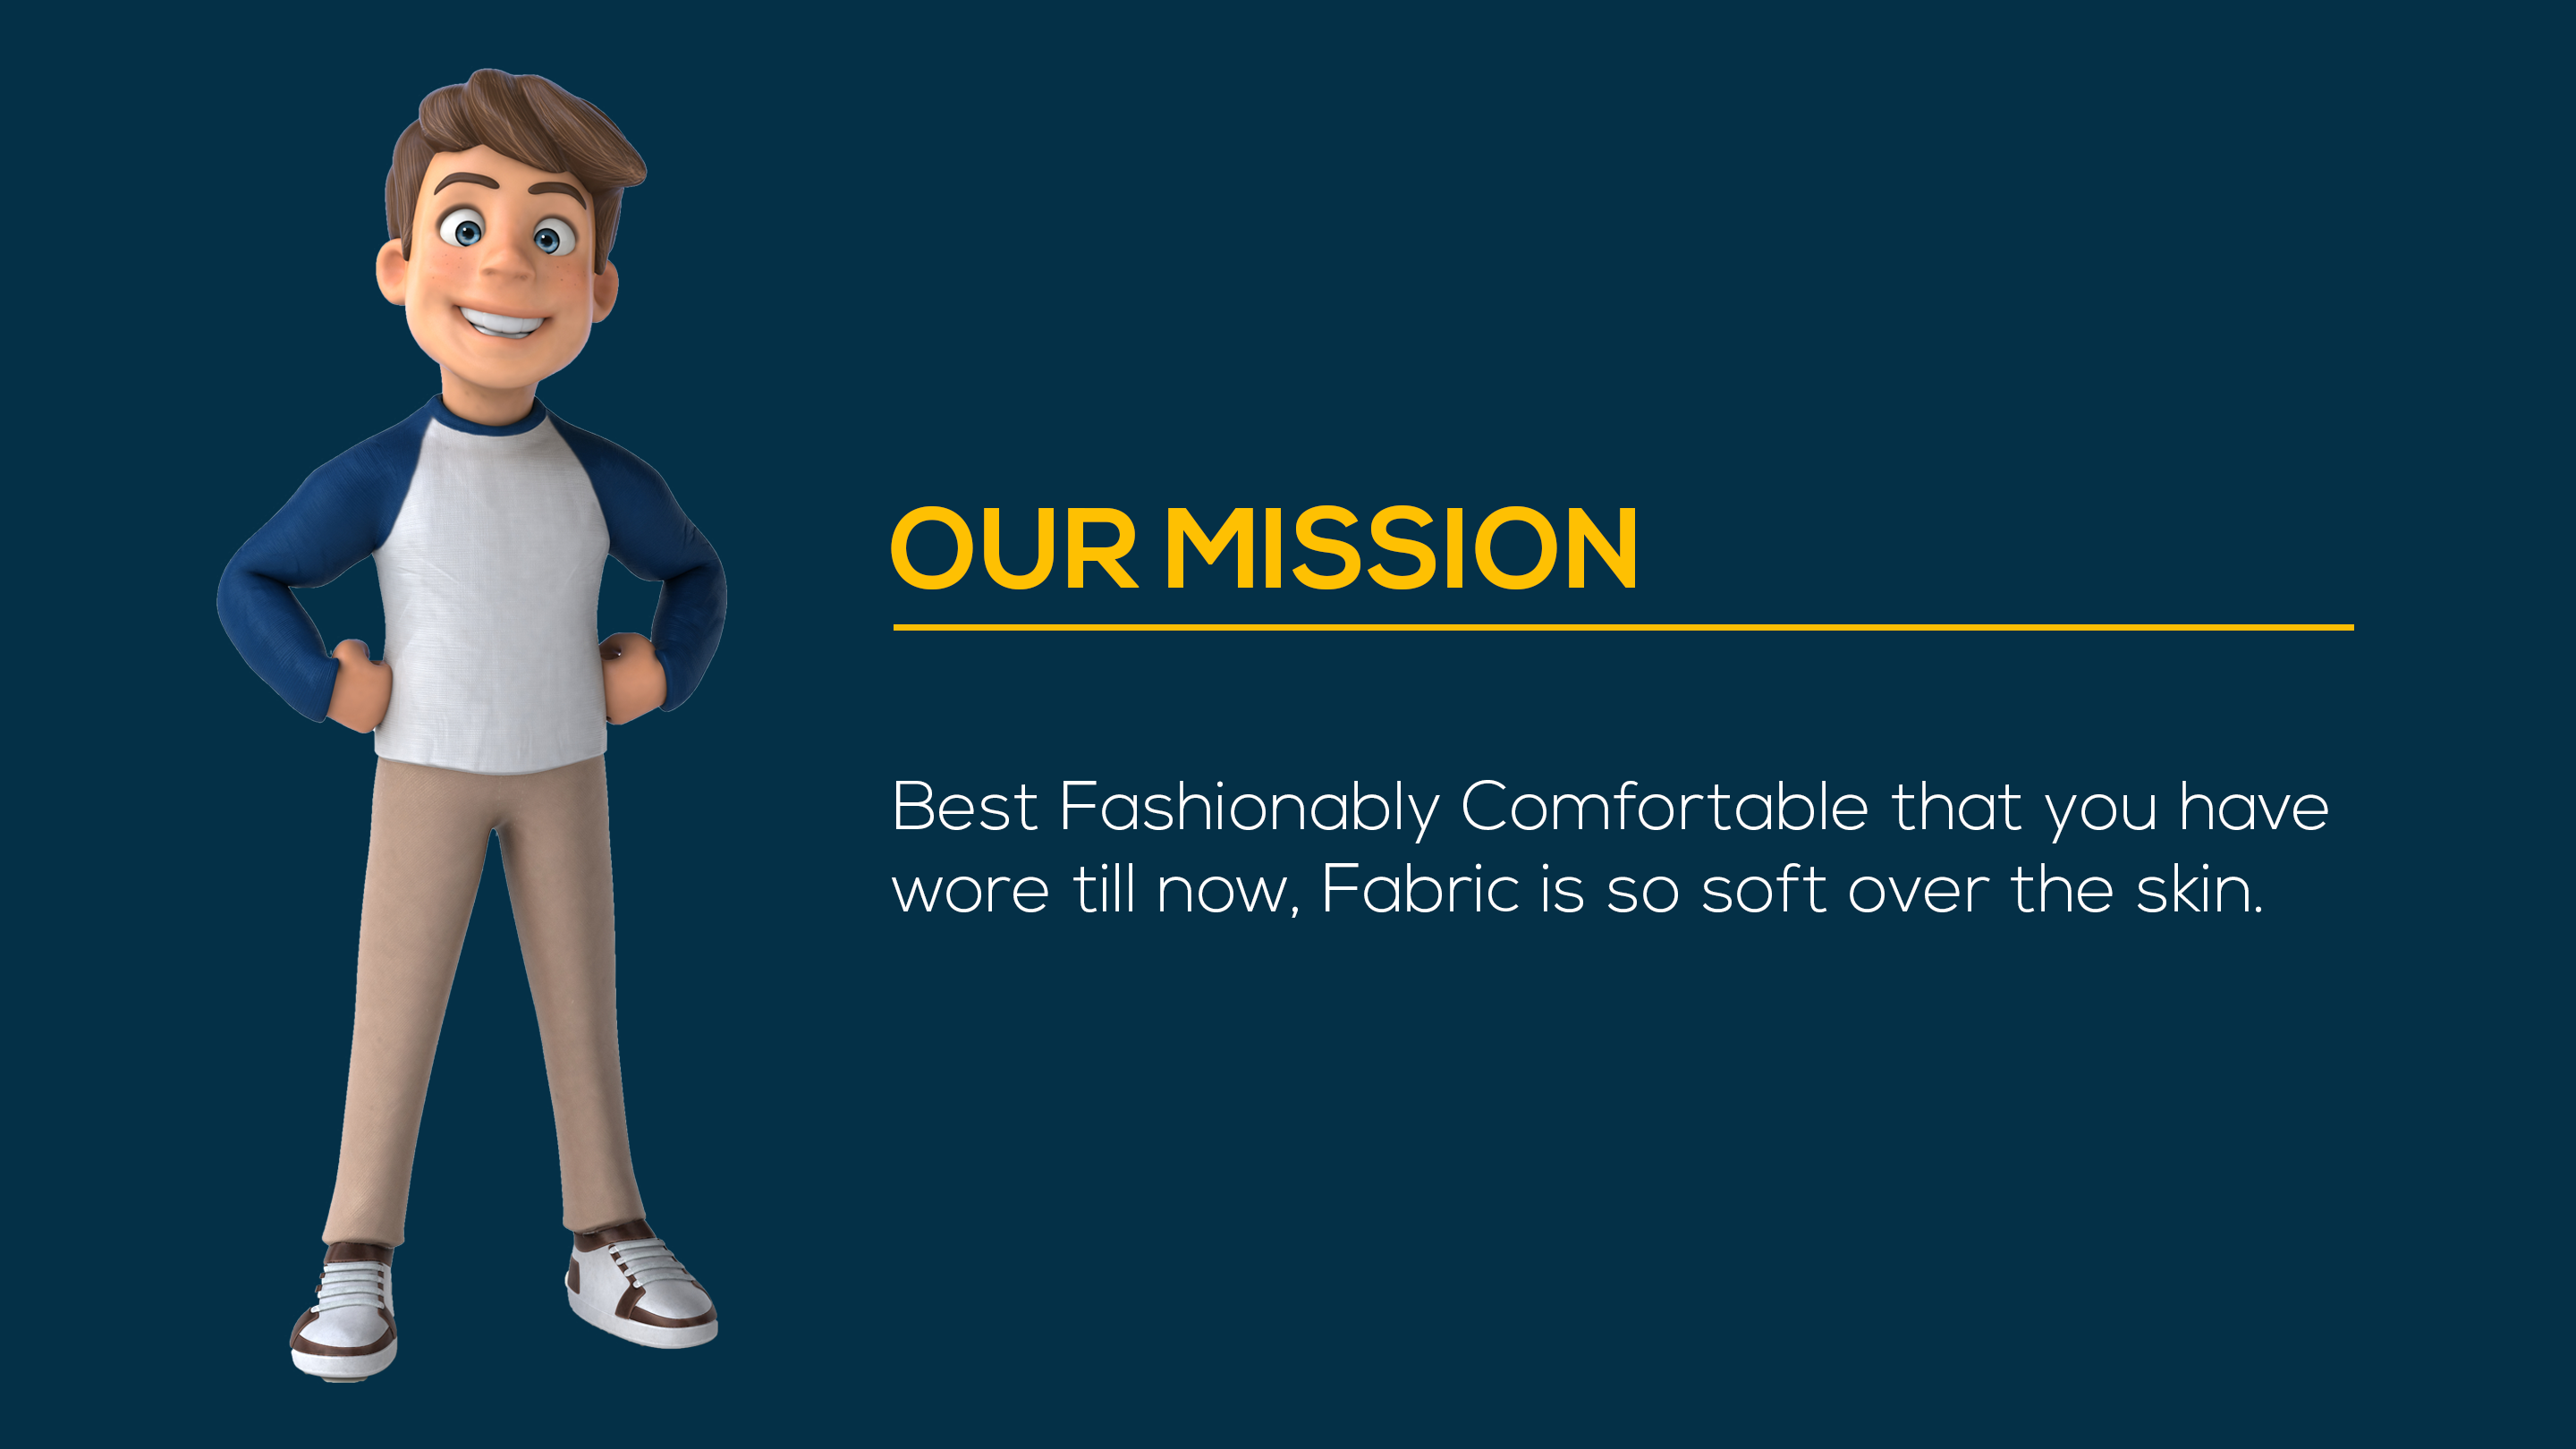 OUR MISSION
Best Fashionably Comfortable that you have
wore till now, Fabric is so soft over the skin.